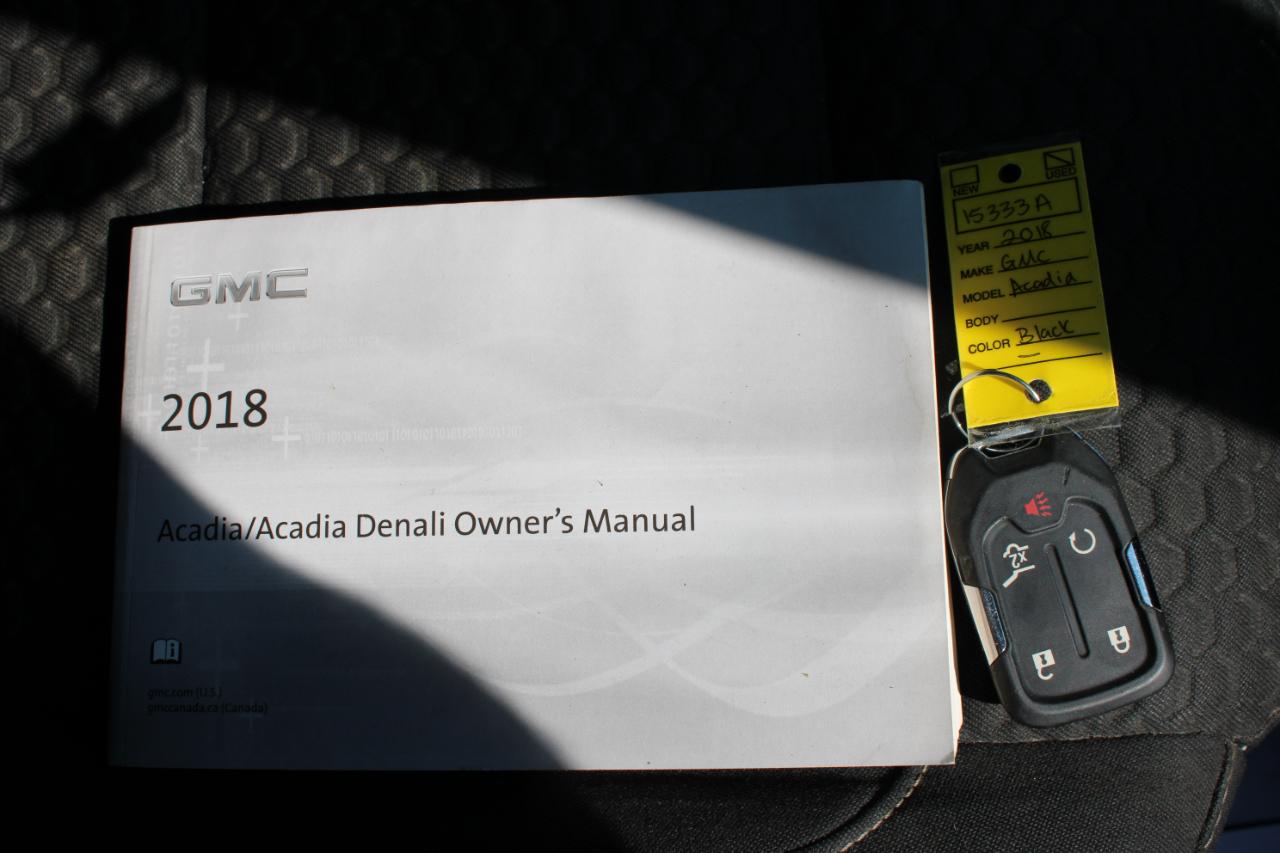 GMC
2018
Acadia/Acadia Denali Owner's Manual
gmc.com (U.S.)
gmccanada.ca (Canada)
NEW USED
15333A
YEAR 2018
MAKE GMC
MODEL Acadia
BODY
COLOR Black
x2